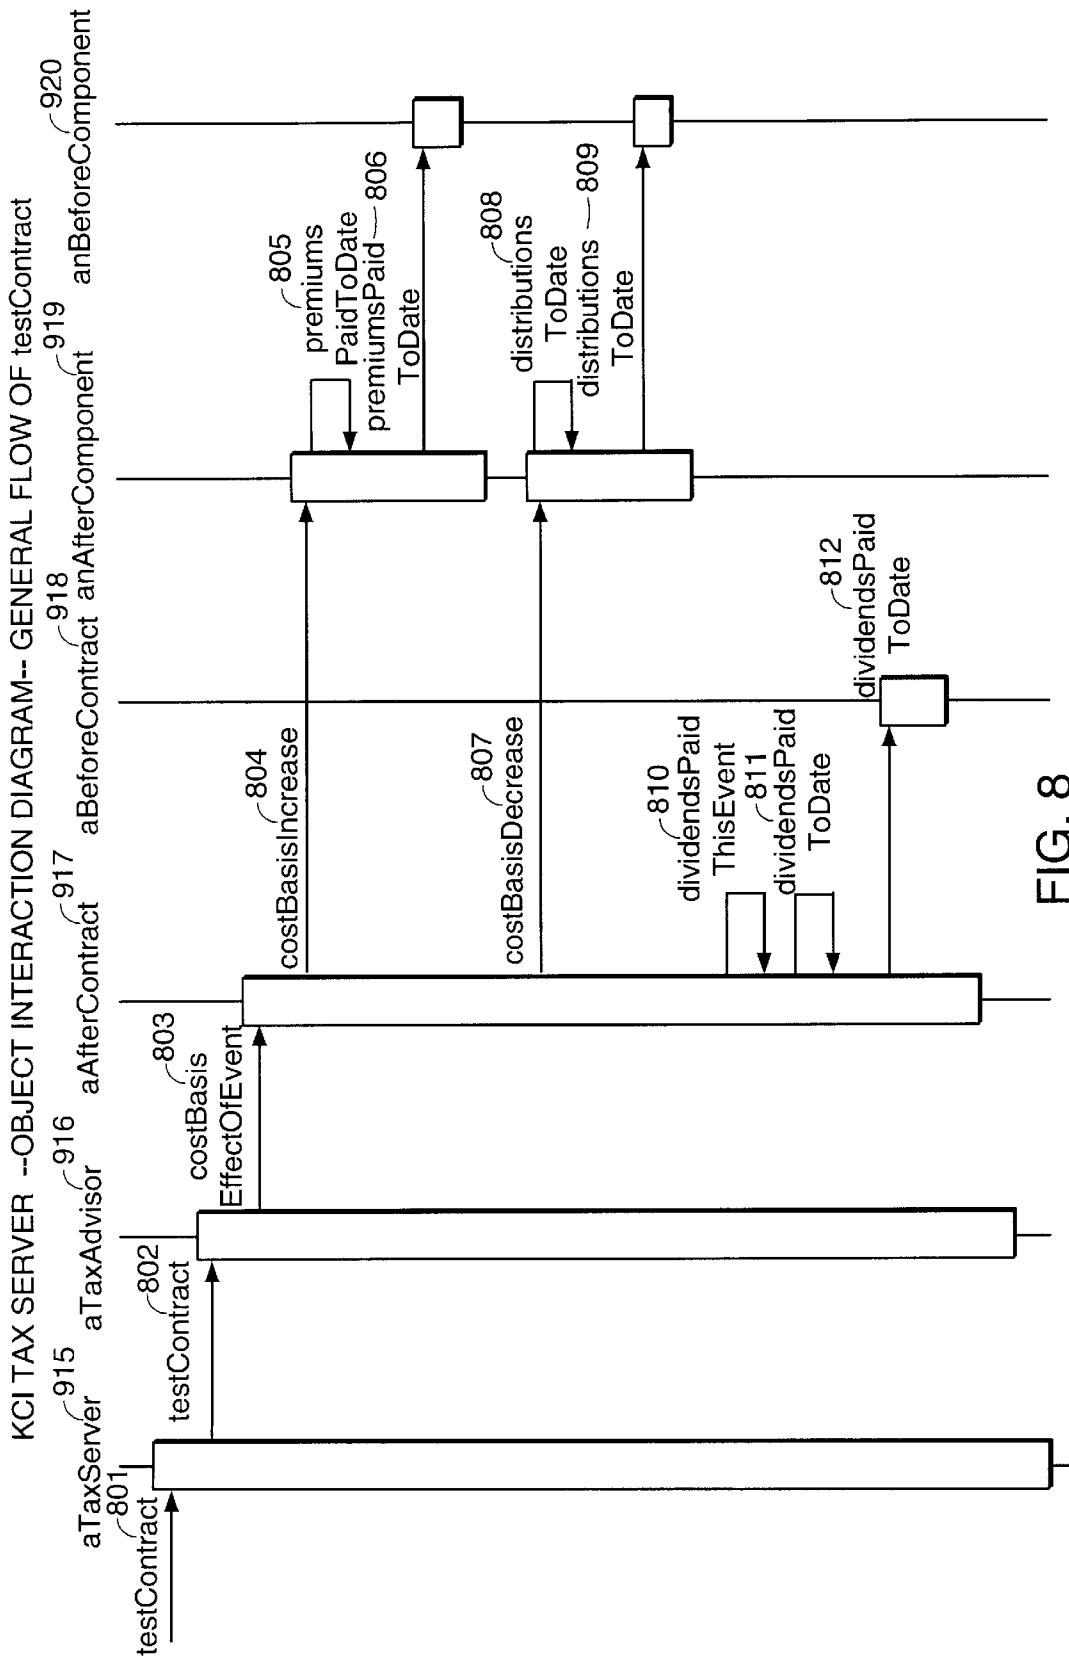 KCI TAX SERVER --OBJECT INTERACTION DIAGRAM-- GENERAL FLOW OF testContract
aTaxServer 915
aTaxAdvisor 916
aAfterContract 917
aBeforeContract 918
anAfterComponent 919
anBeforeComponent 920
801
testContract
802
testContract
803
costBasis
EffectOfEvent
804
costBasisIncrease
805
premiums
PaidToDate
premiumsPaid 806
ToDate
807
costBasisDecrease
808
distributions
ToDate
distributions 809
ToDate
810
dividendsPaid
ThisEvent
811
dividendsPaid
ToDate
812
dividendsPaid
ToDate
FIG. 8